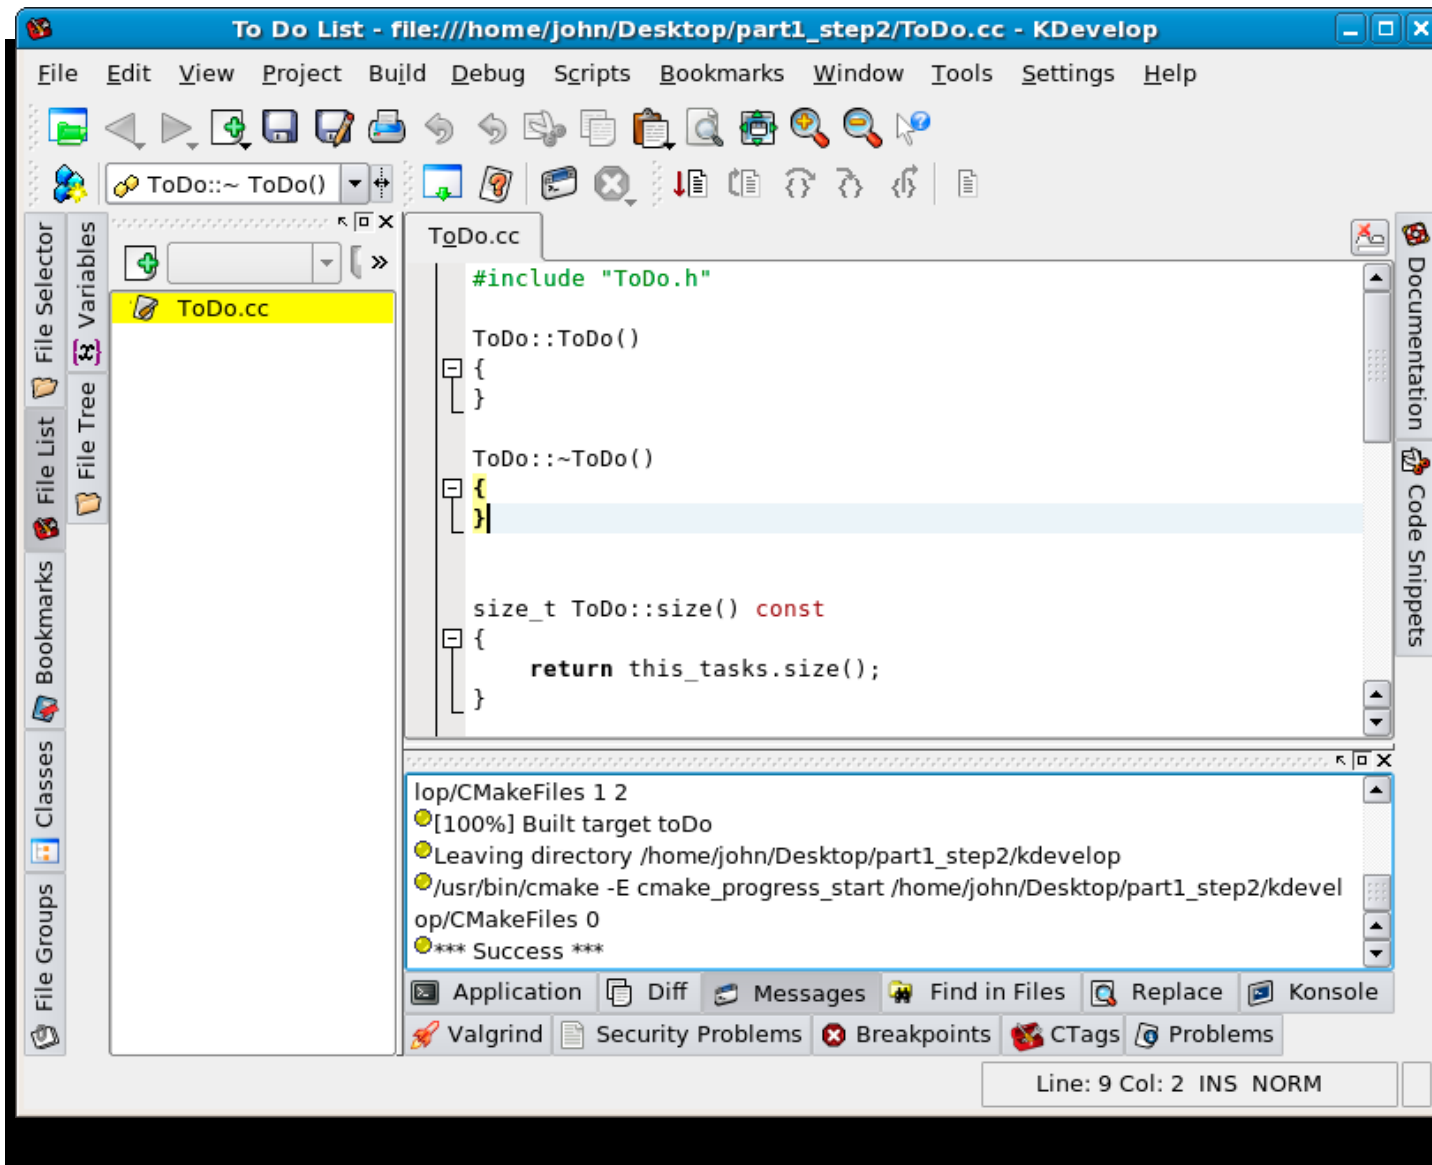 To Do List - file:///home/john/Desktop/part1_step2/ToDo.cc - KDevelop
File Edit View Project Build Debug Scripts Bookmarks Window Tools Settings Help
ToDo::~ ToDo()
File Selector
File List
Bookmarks
Classes
File Groups
Variables
File Tree
ToDo.cc
ToDo.cc
#include "ToDo.h"
ToDo::ToDo()
{
}
ToDo::~ToDo()
{
}
size_t ToDo::size() const
{
return this_tasks.size();
}
Documentation
Code Snippets
lop/CMakeFiles 1 2
[100%] Built target toDo
Leaving directory /home/john/Desktop/part1_step2/kdevelop
/usr/bin/cmake -E cmake_progress_start /home/john/Desktop/part1_step2/kdevel
op/CMakeFiles 0
*** Success ***
Application Diff Messages Find in Files Replace Konsole
Valgrind Security Problems Breakpoints CTags Problems
Line: 9 Col: 2 INS NORM